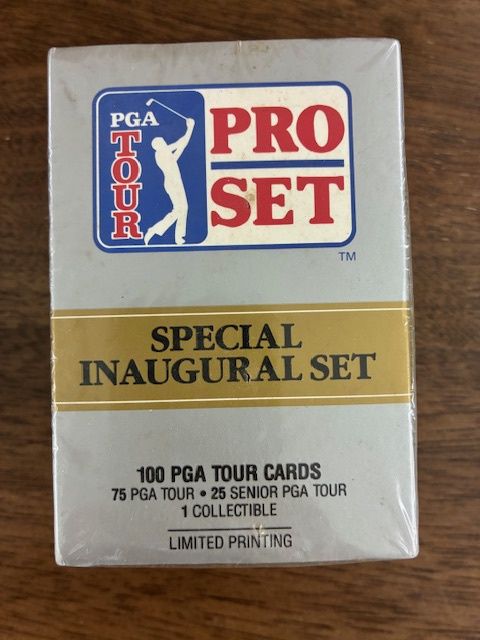 PGA
TOUR
PRO
SET
TM
SPECIAL
INAUGURAL SET
100 PGA TOUR CARDS
75 PGA TOUR • 25 SENIOR PGA TOUR
1 COLLECTIBLE
LIMITED PRINTING